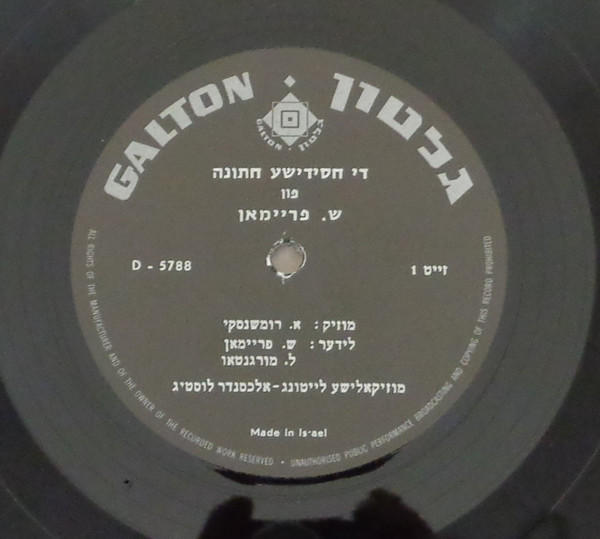 GALTON גלטון
GALTON • גלטון
די חסידישע חתונה
פון
ש. פריימאן
D - 5788
זייט 1
מוזיק: א. רומשנסקי
לידער: ש. פריימאן
ל. מורגנטאו
מוזיקאלישע לייטונג-אלכסנדר לוסטיג
Made in Israel
ALL RIGHTS OF THE MANUFACTURER AND OF THE OWNER OF THE RECORDED WORK RESERVED • UNAUTHORISED PUBLIC PERFORMANCE BROADCASTING AND COPYING OF THIS RECORD PROHIBITED